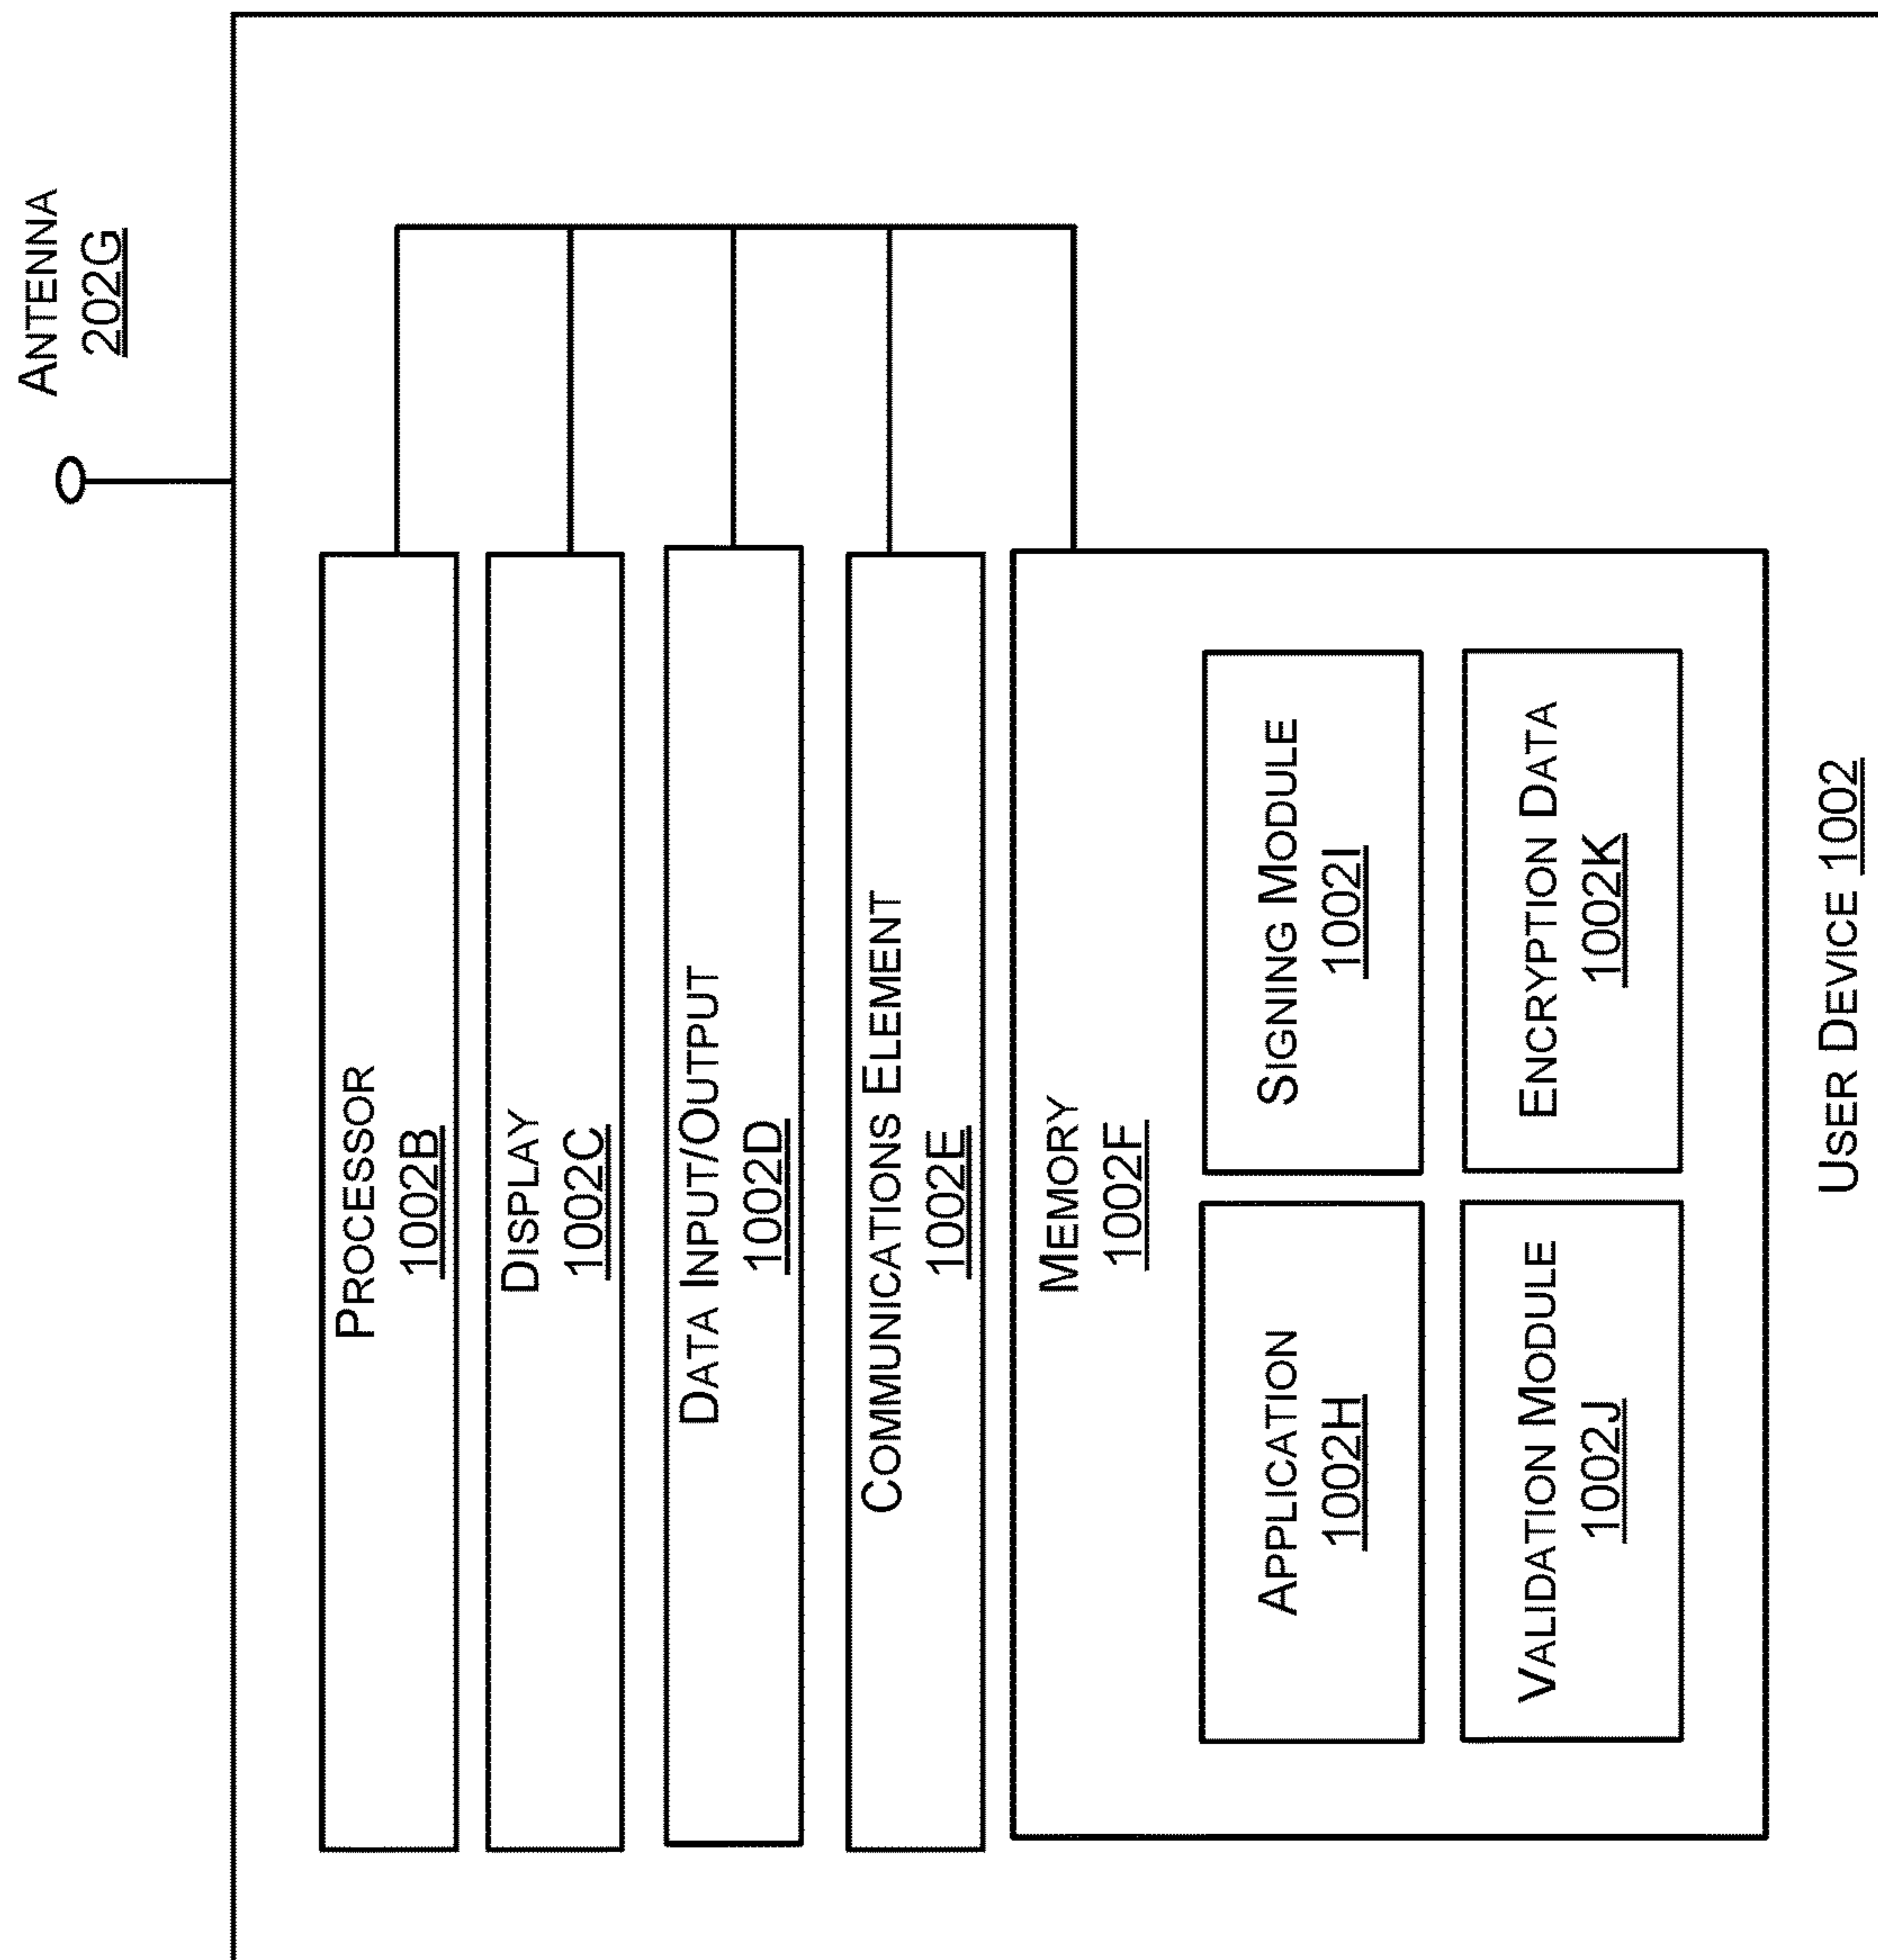 ANTENNA
202G
PROCESSOR
1002B
DISPLAY
1002C
DATA INPUT/OUTPUT
1002D
COMMUNICATIONS ELEMENT
1002E
MEMORY
1002F
APPLICATION
1002H
SIGNING MODULE
1002I
VALIDATION MODULE
1002J
ENCRYPTION DATA
1002K
USER DEVICE 1002